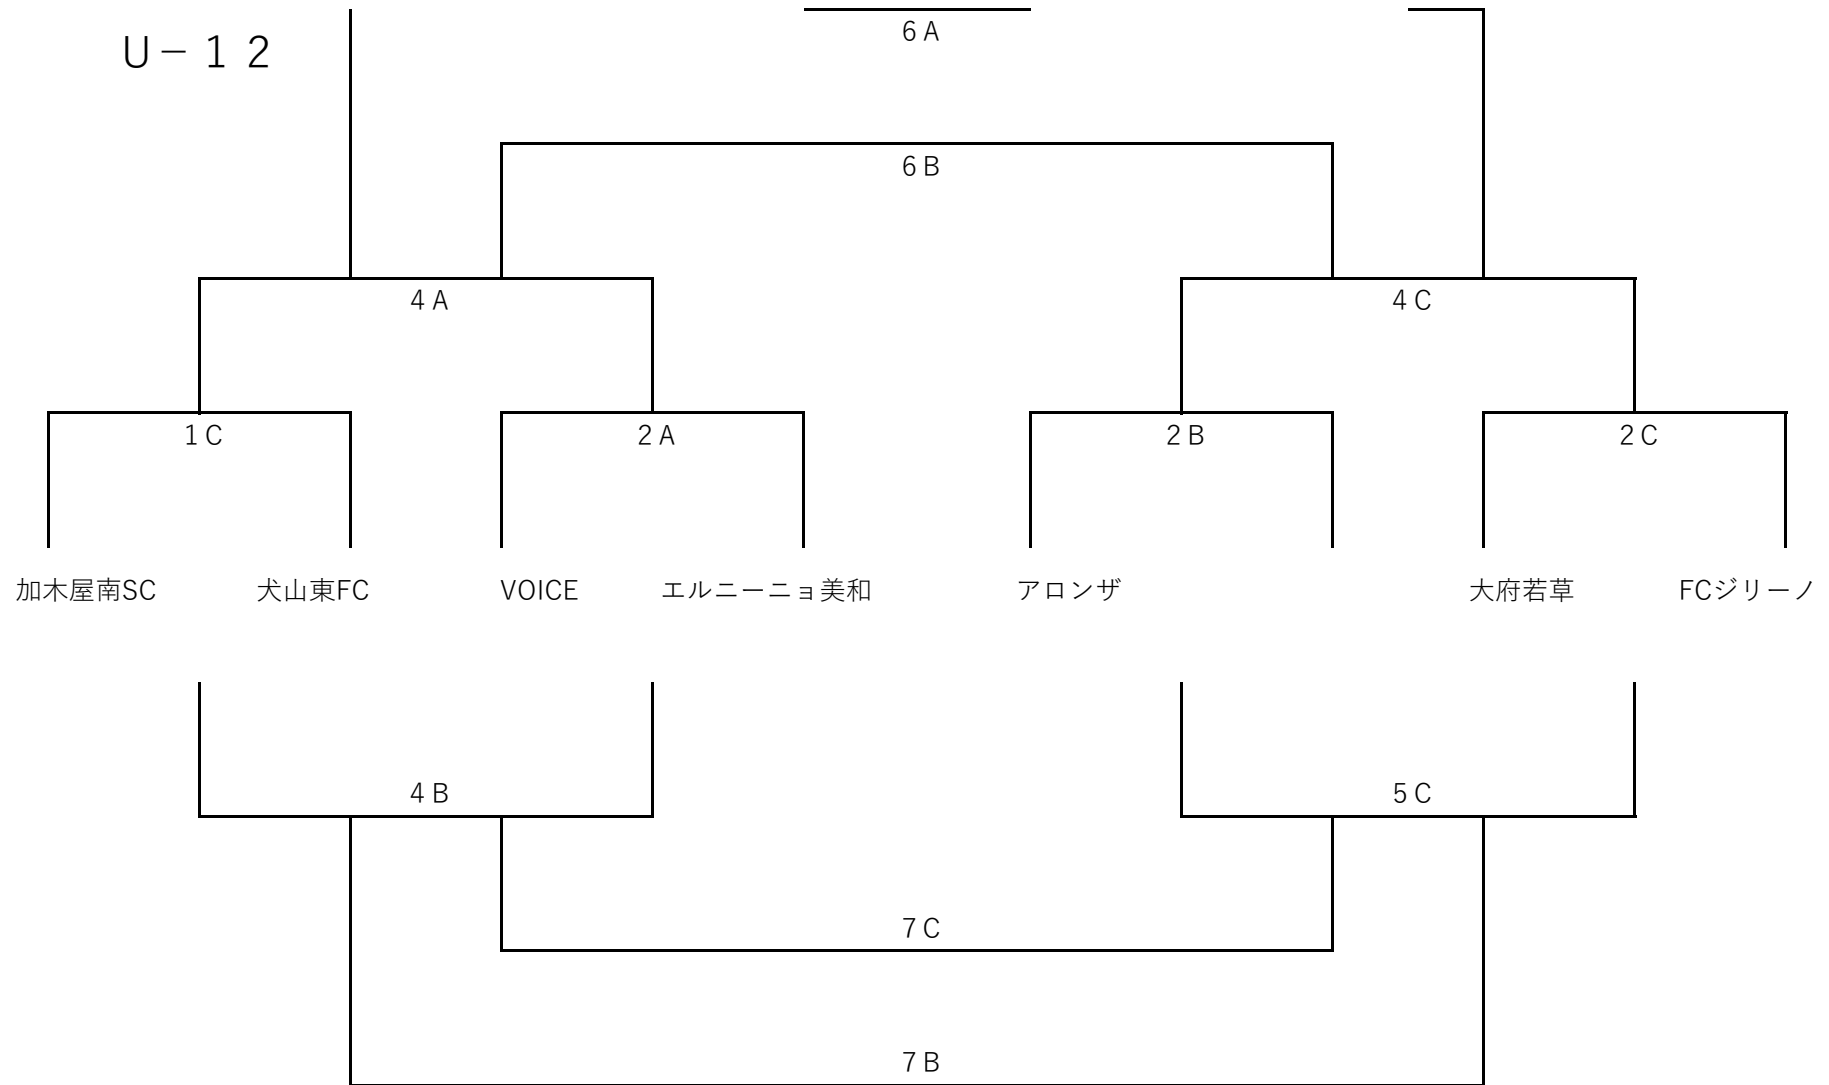 ６A
Ｕ－１２
６B
４A
４C
１C
２A
２B
２C
加木屋南SC
犬山東FC
VOICE
エルニーニョ美和
アロンザ
大府若草
FCジリーノ
４B
５C
７C
７B